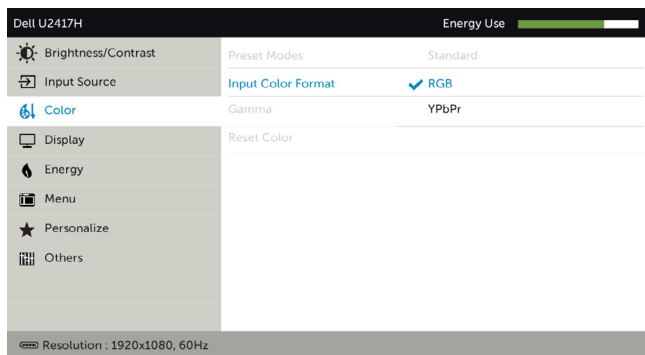 Dell U2417H
Energy Use
Brightness/Contrast
Input Source
Color
Display
Energy
Menu
Personalize
Others
Preset Modes
Standard
Input Color Format
RGB
Gamma
YPbPr
Reset Color
Resolution : 1920x1080, 60Hz